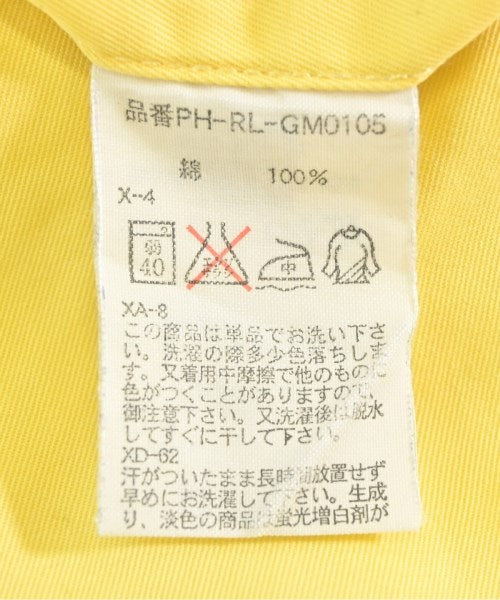 品番PH-RL-GM0105
綿 100%
X-4
弱 40 エンソ 中
XA-8
この商品は単品でお洗い下さ
い。洗濯の際多少色落ちしま
す。又着用中摩擦で他のものに
色がつくことがありますので、
御注意下さい。又洗濯後は脱水
してすぐに干して下さい。
XD-62
汗がついたまま長時間放置せず
早めにお洗濯して下さい。生成
り、淡色の商品は蛍光増白剤が